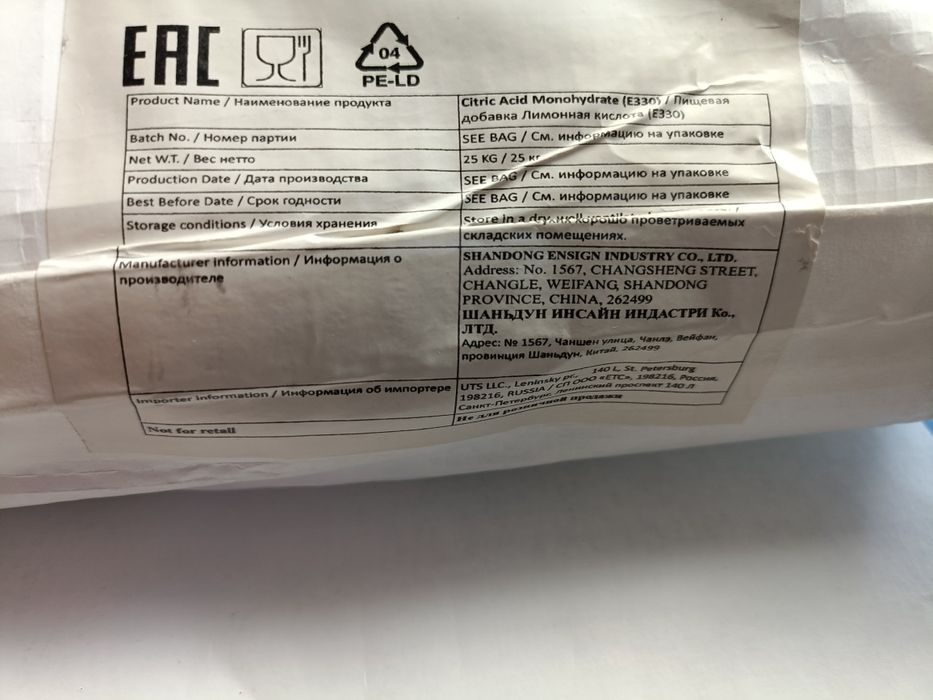 EAC
04
PE-LD
Product Name / Наименование продукта
Citric Acid Monohydrate (E330) / Пищевая
добавка Лимонная кислота (E330)
Batch No. / Номер партии
SEE BAG / См. информацию на упаковке
Net W.T. / Вес нетто
25 KG / 25 кг
Production Date / Дата производства
SEE BAG / См. информацию на упаковке
Best Before Date / Срок годности
SEE BAG / См. информацию на упаковке
Storage conditions / Условия хранения
Store in a dry проветриваемых
складских помещениях.
Manufacturer information / Информация о
производителе
SHANDONG ENSIGN INDUSTRY CO., LTD.
Address: No. 1567, CHANGSHENG STREET,
CHANGLE, WEIFANG, SHANDONG
PROVINCE, CHINA, 262499
ШАНЬДУН ИНСАЙН ИНДАСТРИ Ко.,
ЛТД.
Адрес: № 1567, Чаншен улица, Чанлэ, Вейфан,
провинция Шаньдун, Китай, 262499
Importer information / Информация об импортере
UTS LLC., Leninsky pr., 140 L, St. Petersburg
198216, RUSSIA / СП ООО «ЕТС», 198216, Россия,
Санкт-Петербург, Ленинский проспект 140 Л
Not for retail
Не для розничной продажи